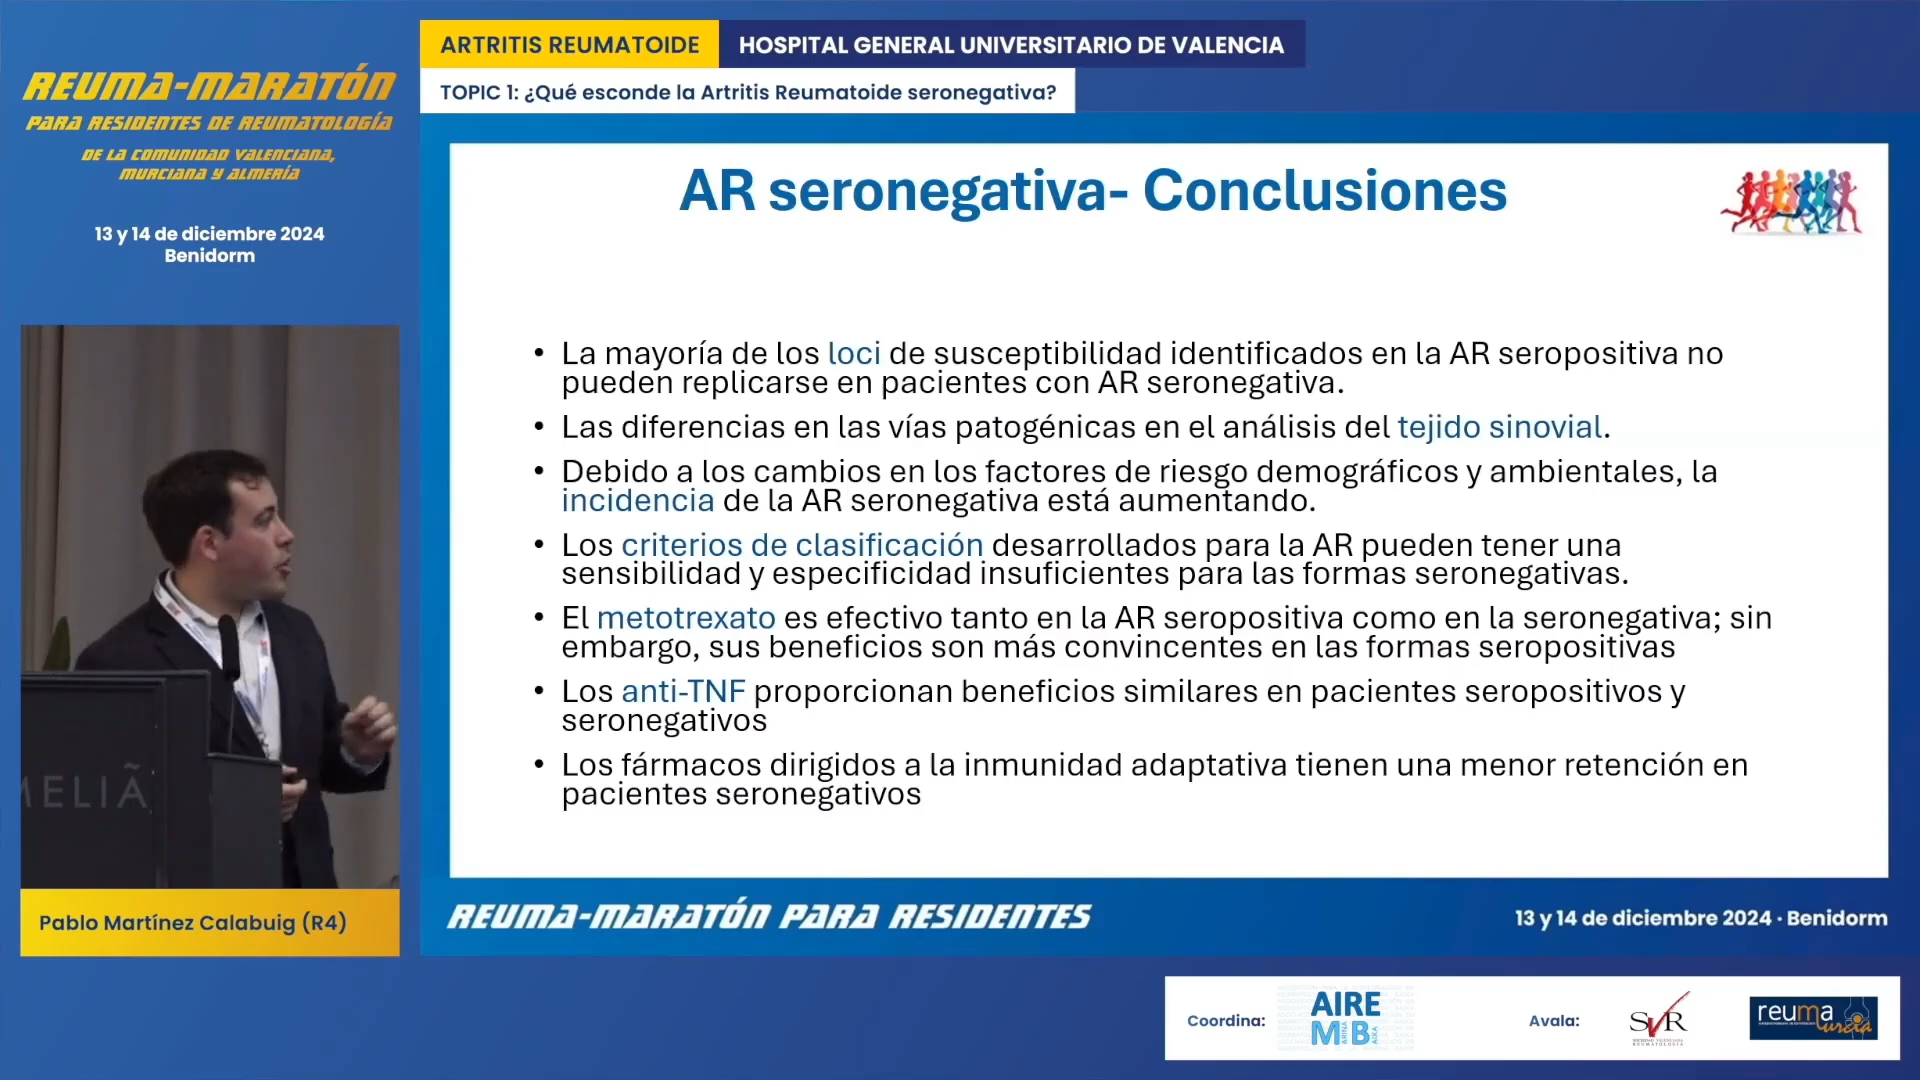 REUMA-MARATÓN
PARA RESIDENTES DE REUMATOLOGÍA
DE LA COMUNIDAD VALENCIANA,
MURCIANA Y ALMERÍA
13 y 14 de diciembre 2024
Benidorm
ARTRITIS REUMATOIDE
HOSPITAL GENERAL UNIVERSITARIO DE VALENCIA
TOPIC 1: ¿Qué esconde la Artritis Reumatoide seronegativa?
AR seronegativa- Conclusiones
• La mayoría de los loci de susceptibilidad identificados en la AR seropositiva no
pueden replicarse en pacientes con AR seronegativa.
• Las diferencias en las vías patogénicas en el análisis del tejido sinovial.
• Debido a los cambios en los factores de riesgo demográficos y ambientales, la
incidencia de la AR seronegativa está aumentando.
• Los criterios de clasificación desarrollados para la AR pueden tener una
sensibilidad y especificidad insuficientes para las formas seronegativas.
• El metotrexato es efectivo tanto en la AR seropositiva como en la seronegativa; sin
embargo, sus beneficios son más convincentes en las formas seropositivas
• Los anti-TNF proporcionan beneficios similares en pacientes seropositivos y
seronegativos
• Los fármacos dirigidos a la inmunidad adaptativa tienen una menor retención en
pacientes seronegativos
MELIÃ
Pablo Martínez Calabuig (R4)
REUMA-MARATÓN PARA RESIDENTES
13 y 14 de diciembre 2024 · Benidorm
Coordina:
AIRE
MB
Avala:
SVR
SOCIEDAD VALENCIANA
REUMATOLOGÍA
reuma
urcia